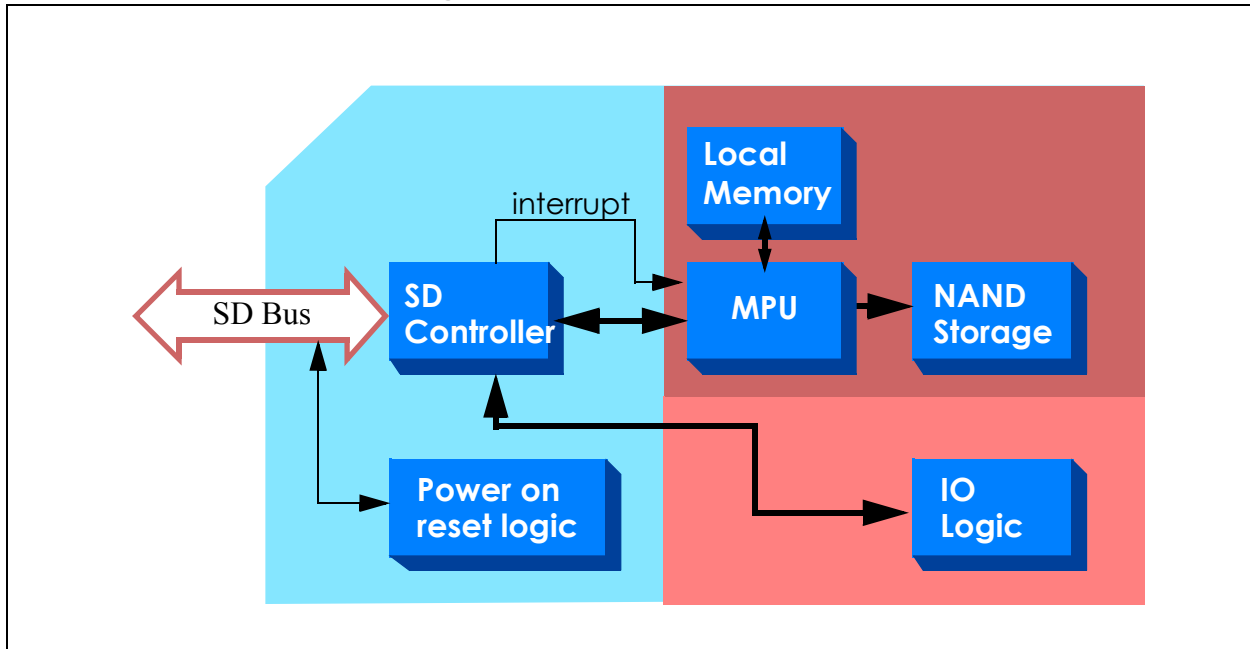 Local
Memory
interrupt
SD Bus
SD
Controller
MPU
NAND
Storage
Power on
reset logic
IO
Logic